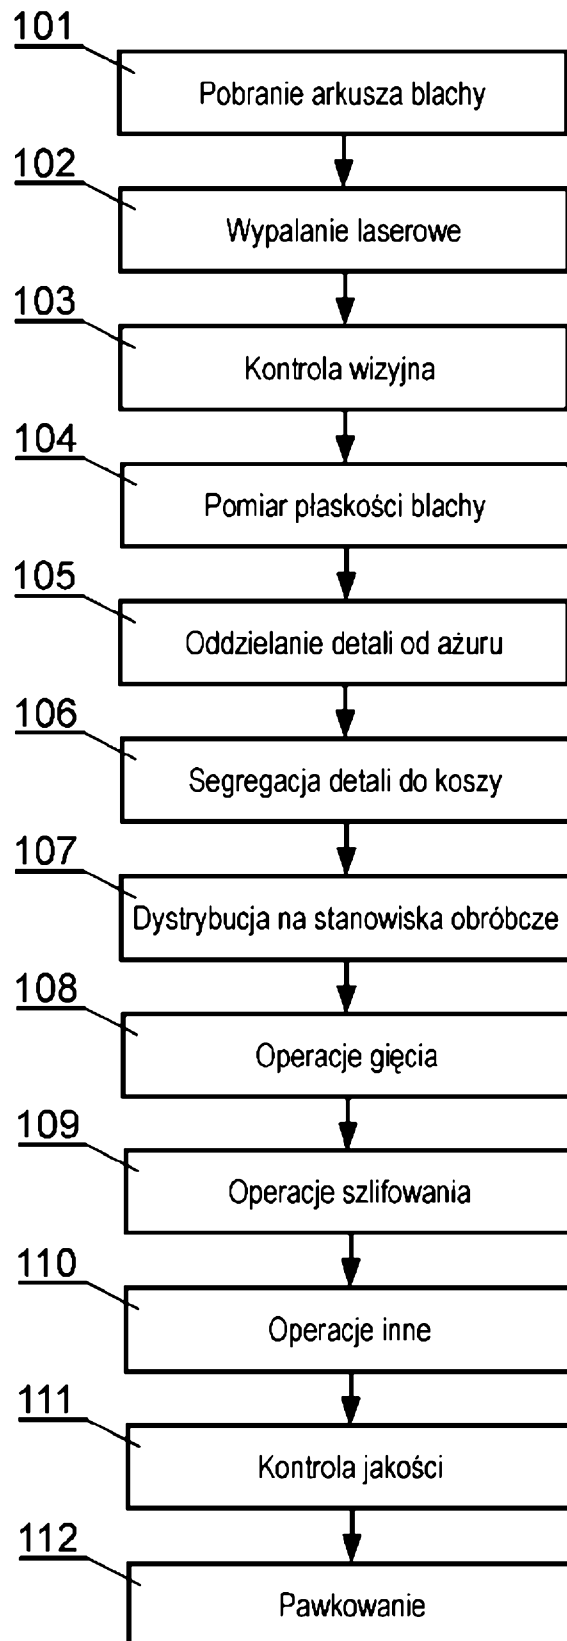 101
Pobranie arkusza blachy
102
Wypalanie laserowe
103
Kontrola wizyjna
104
Pomiar płaskości blachy
105
Oddzielanie detali od ażuru
106
Segregacja detali do koszy
107
Dystrybucja na stanowiska obróbcze
108
Operacje gięcia
109
Operacje szlifowania
110
Operacje inne
111
Kontrola jakości
112
Pawkowanie